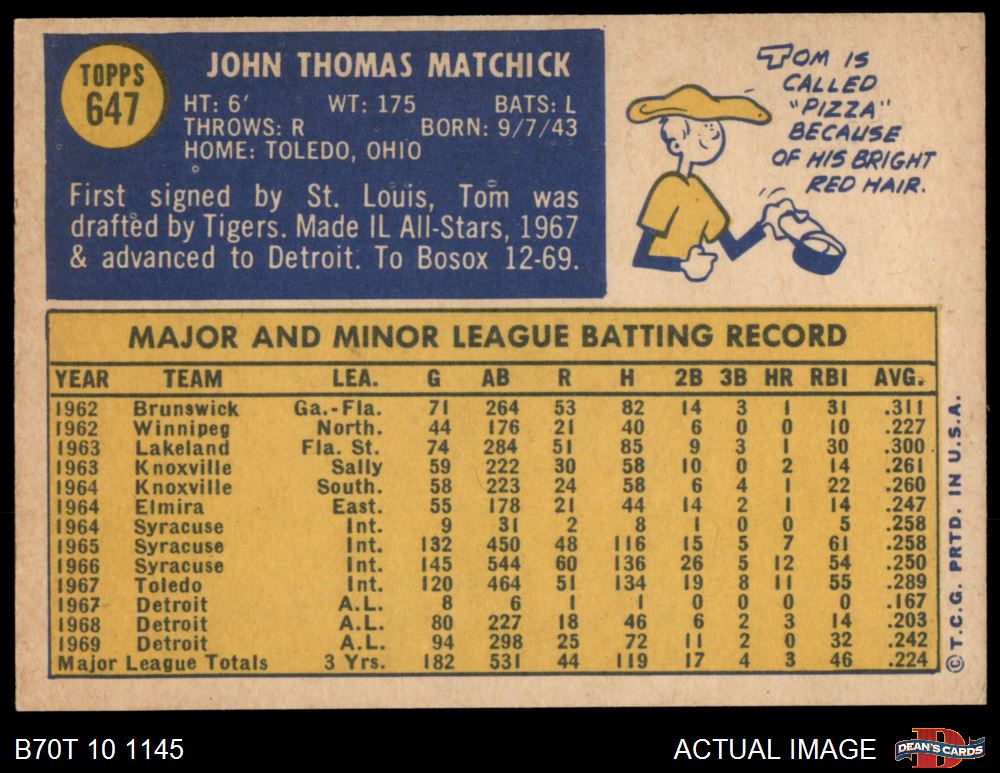 TOPPS
647
JOHN THOMAS MATCHICK
HT: 6' WT: 175 BATS: L
THROWS: R BORN: 9/7/43
HOME: TOLEDO, OHIO
First signed by St. Louis, Tom was
drafted by Tigers. Made IL All-Stars, 1967
& advanced to Detroit. To Bosox 12-69.
TOM IS
CALLED
"PIZZA"
BECAUSE
OF HIS BRIGHT
RED HAIR.
MAJOR AND MINOR LEAGUE BATTING RECORD
YEAR TEAM LEA. G AB R H 2B 3B HR RBI AVG.
1962 Brunswick Ga.-Fla. 71 264 53 82 14 3 1 31 .311
1962 Winnipeg North. 44 176 21 40 6 0 0 10 .227
1963 Lakeland Fla. St. 74 284 51 85 9 3 1 30 .300
1963 Knoxville Sally 59 222 30 58 10 0 2 14 .261
1964 Knoxville South. 58 223 24 58 6 4 1 22 .260
1964 Elmira East. 55 178 21 44 14 2 1 14 .247
1964 Syracuse Int. 9 31 2 8 1 0 0 5 .258
1965 Syracuse Int. 132 450 48 116 15 5 7 61 .258
1966 Syracuse Int. 145 544 60 136 26 5 12 54 .250
1967 Toledo Int. 120 464 51 134 19 8 11 55 .289
1967 Detroit A.L. 8 6 1 1 0 0 0 0 .167
1968 Detroit A.L. 80 227 18 46 6 2 3 14 .203
1969 Detroit A.L. 94 298 25 72 11 2 0 32 .242
Major League Totals 3 Yrs. 182 531 44 119 17 4 3 46 .224
© T.C.G. PRTD. IN U.S.A.
B70T 10 1145
ACTUAL IMAGE
DEAN'S CARDS